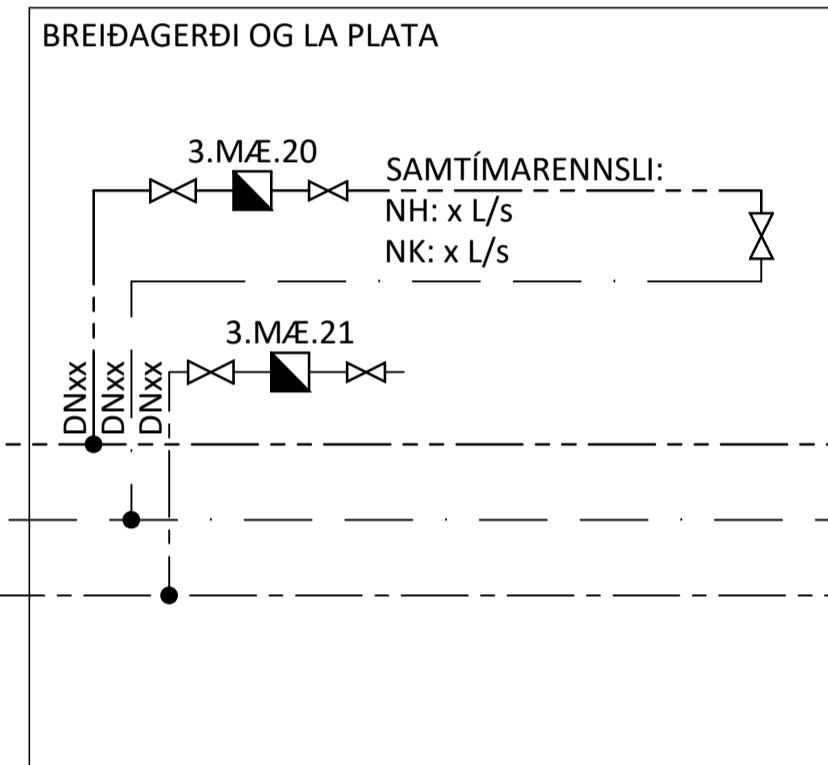 BREIÐAGERÐI OG LA PLATA
3.MÆ.20
SAMTÍMARENNSLI:
NH: x L/s
NK: x L/s
3.MÆ.21
DNxx
DNxx
DNxx